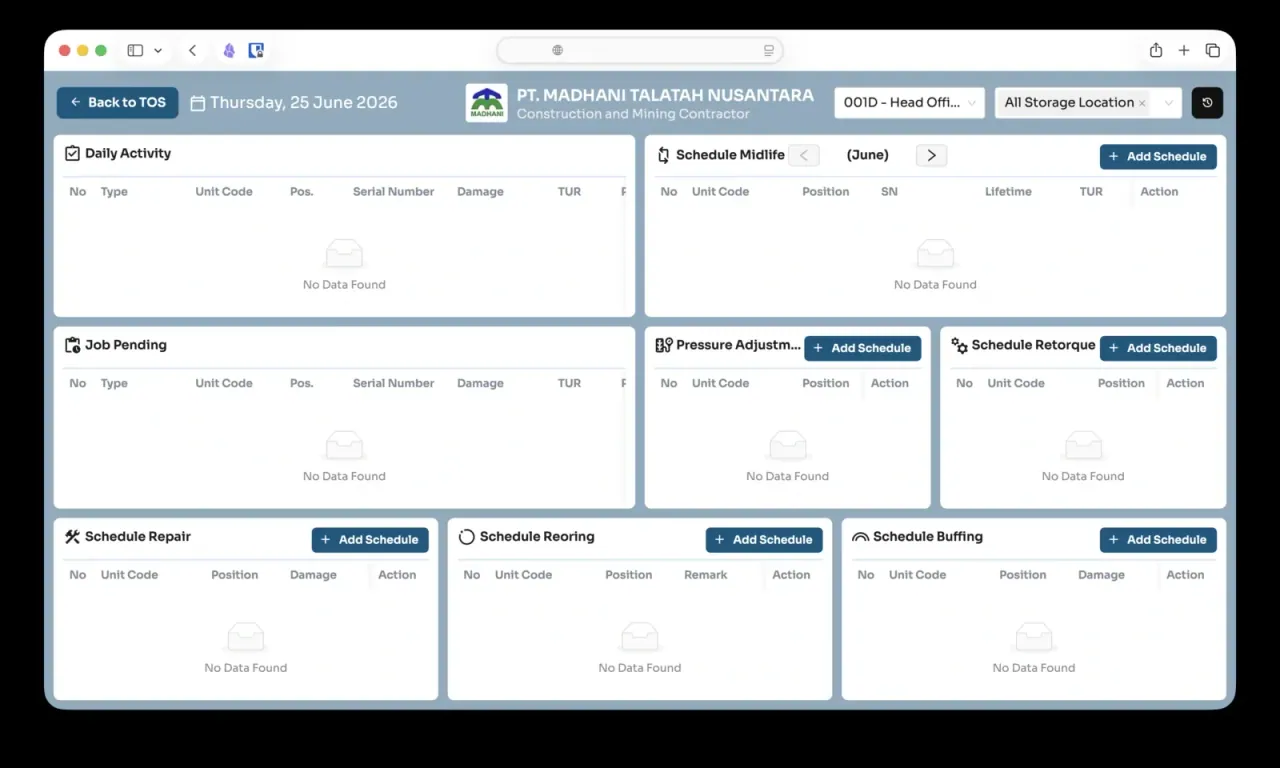 Back to TOS
Thursday, 25 June 2026
MADHANI
PT. MADHANI TALATAH NUSANTARA
Construction and Mining Contractor
001D - Head Offi...
All Storage Location ×
Daily Activity
No Type Unit Code Pos. Serial Number Damage TUR
No Data Found
Schedule Midlife
(June)
+ Add Schedule
No Unit Code Position SN Lifetime TUR Action
No Data Found
Job Pending
No Type Unit Code Pos. Serial Number Damage TUR
No Data Found
Pressure Adjustm...
+ Add Schedule
No Unit Code Position Action
No Data Found
Schedule Retorque
+ Add Schedule
No Unit Code Position Action
No Data Found
Schedule Repair
+ Add Schedule
No Unit Code Position Damage Action
No Data Found
Schedule Reoring
+ Add Schedule
No Unit Code Position Remark Action
No Data Found
Schedule Buffing
+ Add Schedule
No Unit Code Position Damage Action
No Data Found